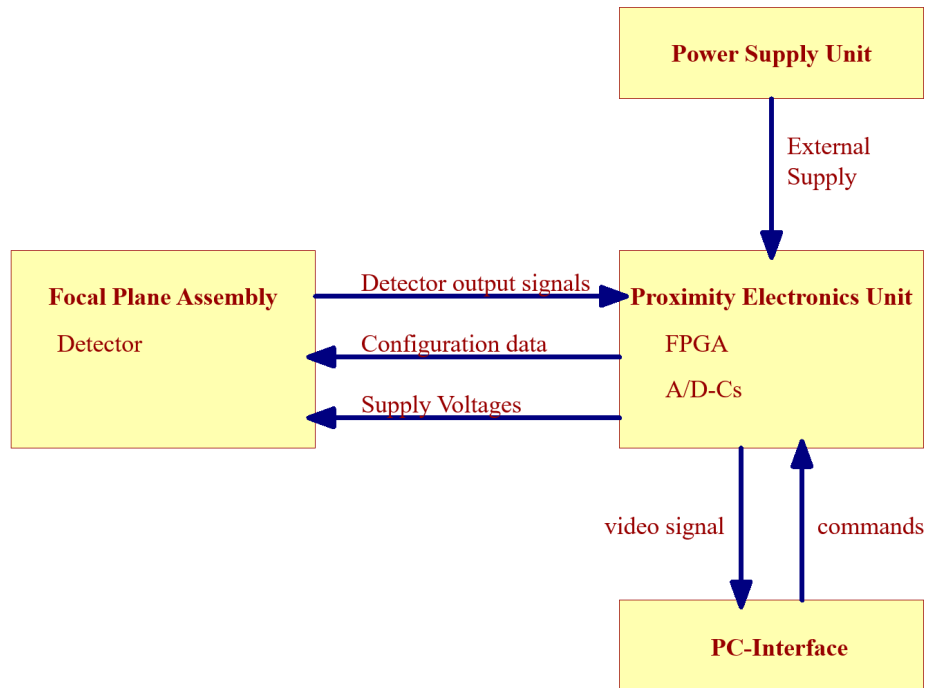 Power Supply Unit
External
Supply
Focal Plane Assembly
Detector
Detector output signals
Configuration data
Supply Voltages
Proximity Electronics Unit
FPGA
A/D-Cs
video signal
commands
PC-Interface